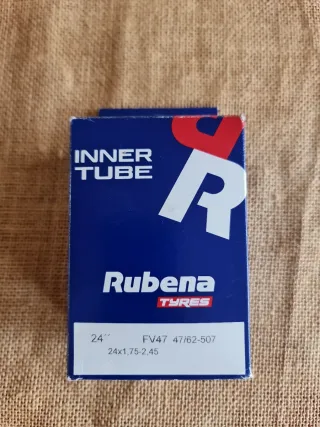 INNER
TUBE
R
Rubena
TYRES
24'' FV47 47/62-507
24x1,75-2,45